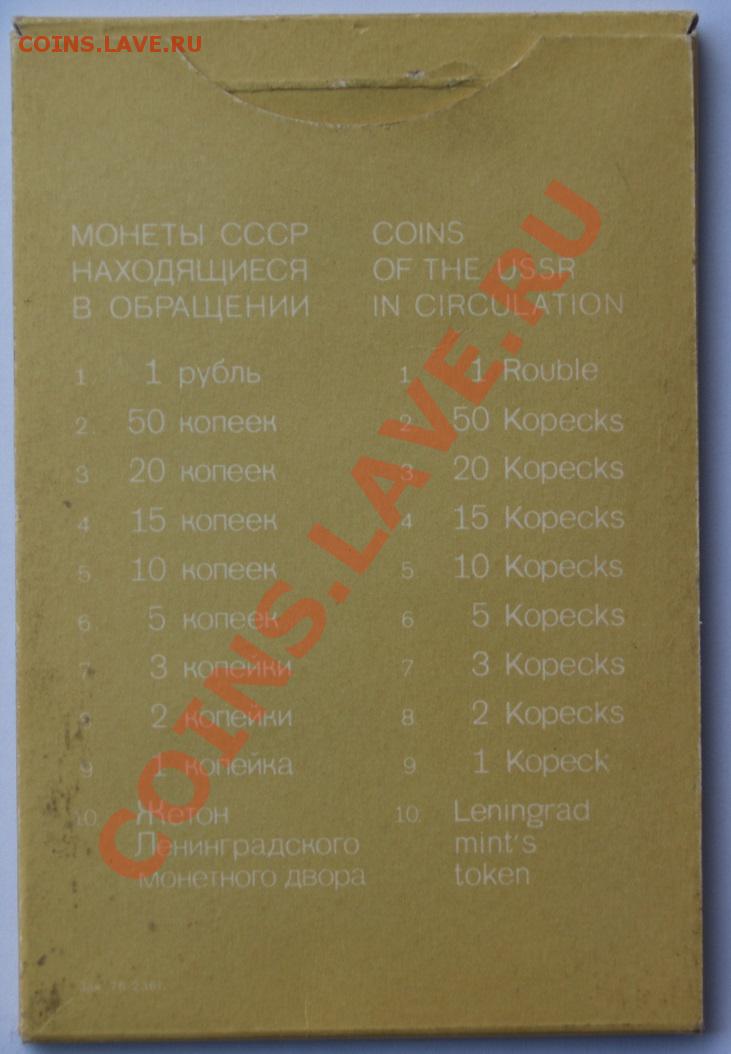 COINS.LAVE.RU
МОНЕТЫ СССР
НАХОДЯЩИЕСЯ
В ОБРАЩЕНИИ
1. 1 рубль
2. 50 копеек
3 20 копеек
4 15 копеек
5 10 копеек
6 5 копеек
7 3 копейки
8 2 копейки
9 1 копейка
10. Жетон
Ленинградского
монетного двора
COINS
OF THE USSR
IN CIRCULATION
1. 1 Rouble
2. 50 Kopecks
3 20 Kopecks
4 15 Kopecks
5 10 Kopecks
6 5 Kopecks
7 3 Kopecks
8 2 Kopecks
9 1 Kopeck
10. Leningrad
mint's
token
COINS.LAVE.RU